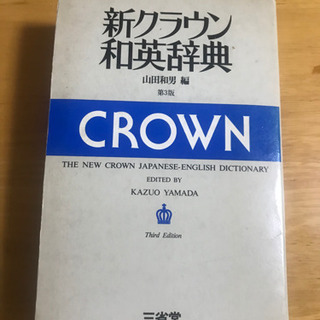 新クラウン
和英辞典
山田和男 編
第3版
CROWN
THE NEW CROWN JAPANESE-ENGLISH DICTIONARY
EDITED BY
KAZUO YAMADA
Third Edition
三省堂